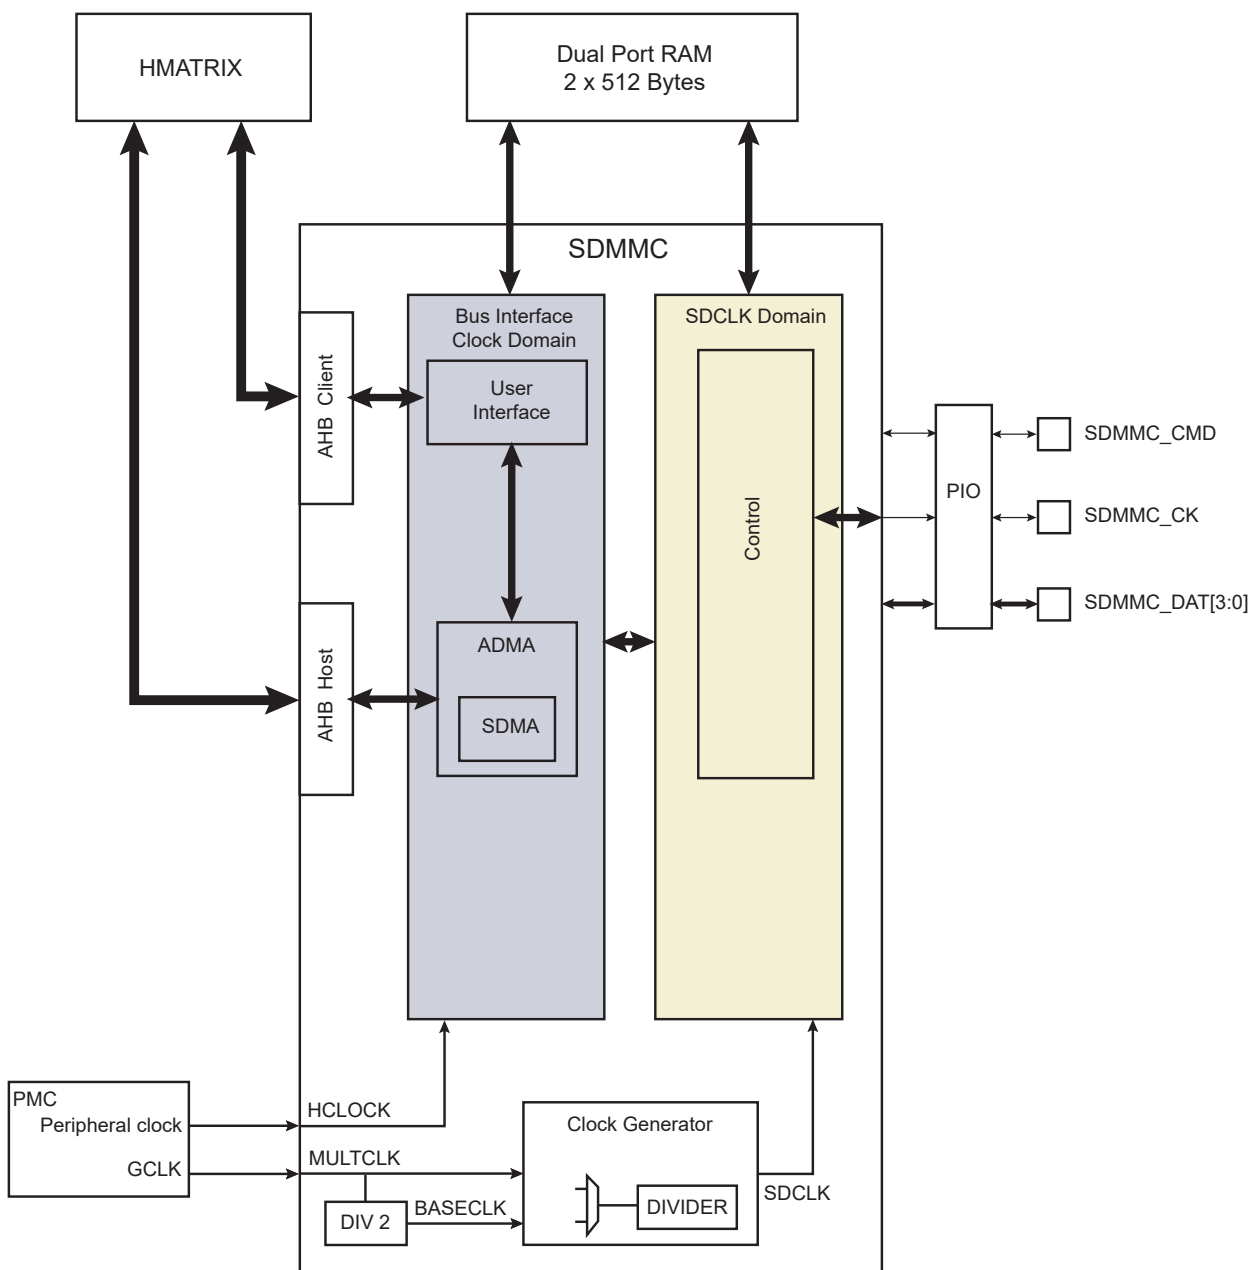 HMATRIX
Dual Port RAM
2 x 512 Bytes
SDMMC
Bus Interface
Clock Domain
SDCLK Domain
AHB Client
User
Interface
Control
PIO
SDMMC_CMD
SDMMC_CK
SDMMC_DAT[3:0]
AHB Host
ADMA
SDMA
PMC
Peripheral clock
GCLK
HCLOCK
MULTCLK
DIV 2
BASECLK
Clock Generator
DIVIDER
SDCLK